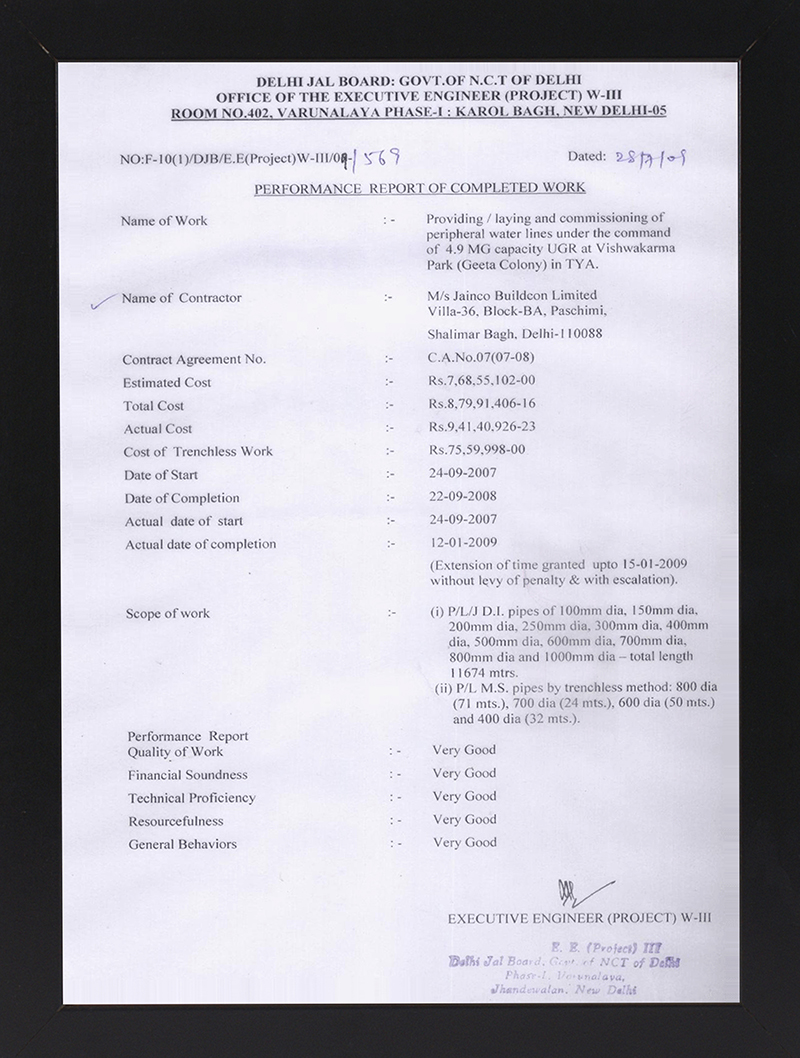 DELHI JAL BOARD: GOVT.OF N.C.T OF DELHI
OFFICE OF THE EXECUTIVE ENGINEER (PROJECT) W-III
ROOM NO.402, VARUNALAYA PHASE-I : KAROL BAGH, NEW DELHI-05
NO:F-10(1)/DJB/E.E(Project)W-III/09-/569 Dated:
PERFORMANCE REPORT OF COMPLETED WORK
Name of Work : - Providing / laying and commissioning of
peripheral water lines under the command
of 4.9 MG capacity UGR at Vishwakarma
Park (Geeta Colony) in TYA.
Name of Contractor :- M/s Jainco Buildcon Limited
Villa-36, Block-BA, Paschimi,
Shalimar Bagh, Delhi-110088
Contract Agreement No. :- C.A.No.07(07-08)
Estimated Cost :- Rs.7,68,55,102-00
Total Cost :- Rs.8,79,91,406-16
Actual Cost :- Rs.9,41,40,926-23
Cost of Trenchless Work :- Rs.75,59,998-00
Date of Start :- 24-09-2007
Date of Completion :- 22-09-2008
Actual date of start :- 24-09-2007
Actual date of completion :- 12-01-2009
(Extension of time granted upto 15-01-2009
without levy of penalty & with escalation).
Scope of work :- (i) P/L/J D.I. pipes of 100mm dia, 150mm dia,
200mm dia, 250mm dia, 300mm dia, 400mm
dia, 500mm dia, 600mm dia, 700mm dia,
800mm dia and 1000mm dia – total length
11674 mtrs.
(ii) P/L M.S. pipes by trenchless method: 800 dia
(71 mts.), 700 dia (24 mts.), 600 dia (50 mts.)
and 400 dia (32 mts.).
Performance Report
Quality of Work : - Very Good
Financial Soundness : - Very Good
Technical Proficiency : - Very Good
Resourcefulness : - Very Good
General Behaviors : - Very Good
EXECUTIVE ENGINEER (PROJECT) W-III
E. E. (Project) III
Delhi Jal Board, Govt. of NCT of Delhi
Phase-I, Varunalaya,
Jhandewalan, New Delhi